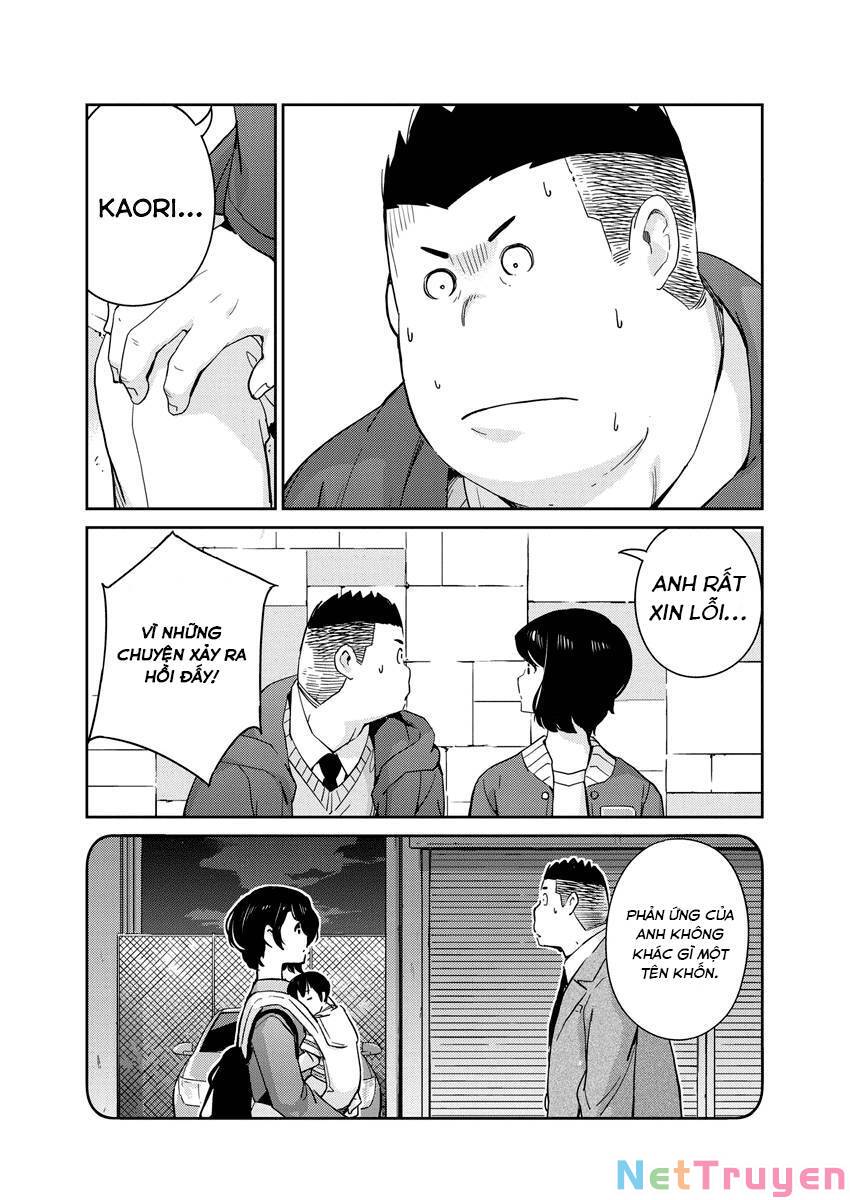 KAORI...
ANH RẤT
XIN LỖI...
VÌ NHỮNG
CHUYỆN XẢY RA
HỒI ĐẤY!
PHẢN ỨNG CỦA
ANH KHÔNG
KHÁC GÌ MỘT
TÊN KHỐN.
NetTruyen